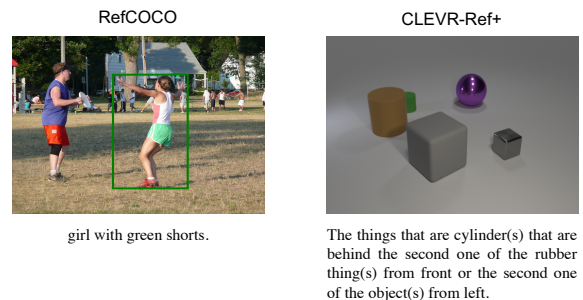 RefCOCO
CLEVR-Ref+
girl with green shorts.
The things that are cylinder(s) that are
behind the second one of the rubber
thing(s) from front or the second one
of the object(s) from left.